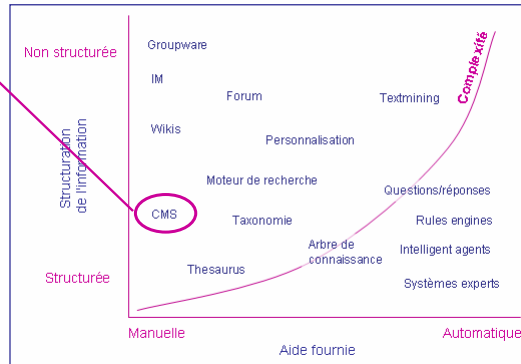 Groupware
Non structurée
IM
Complexité
Forum
Textmining
Wikis
Personnalisation
Structuration
de l'information
Moteur de recherche
Questions/réponses
CMS
Taxonomie
Rules engines
Arbre de
connaissance
Intelligent agents
Thesaurus
Structurée
Systèmes experts
Manuelle
Automatique
Aide fournie